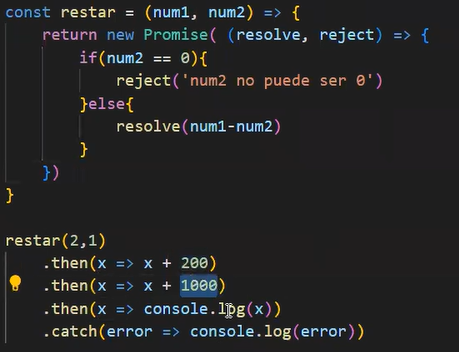 const restar = (num1, num2) => {
    return new Promise( (resolve, reject) => {
        if(num2 == 0){
            reject('num2 no puede ser 0')
        }else{
            resolve(num1-num2)
        }
    })
}
restar(2,1)
    .then(x => x + 200)
    .then(x => x + 1000)
    .then(x => console.log(x))
    .catch(error => console.log(error))